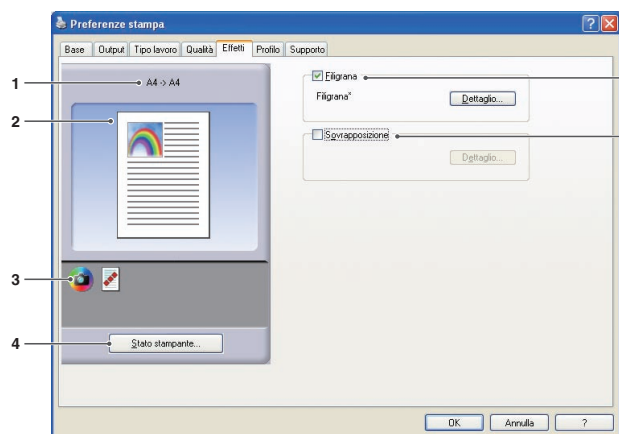 Preferenze stampa
Base Output Tipo lavoro Qualità Effetti Profilo Supporto
1
A4 -> A4
Filigrana
Filigrana*
Dettaglio...
2
Sovrapposizione
Dettaglio...
3
4
Stato stampante...
OK Annulla ?